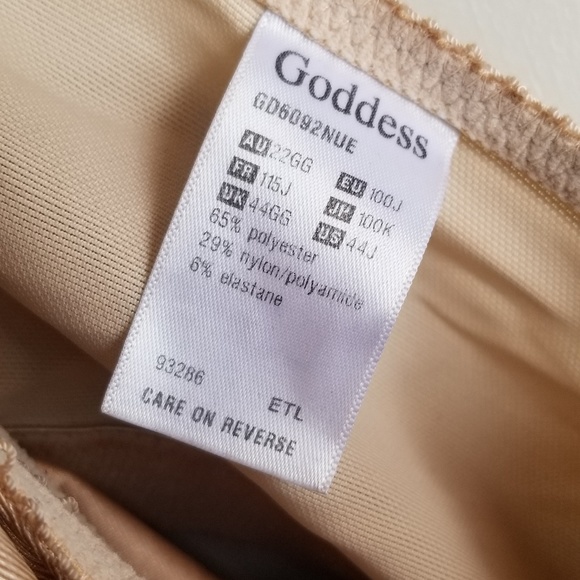 Goddess
GD6092NUE
AU 22GG EU 100J
FR 115J JP 100K
UK 44GG US 44J
65% polyester
29% nylon/polyamide
6% elastane
93286 ETL
CARE ON REVERSE